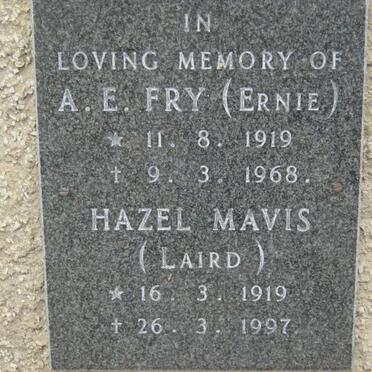 IN
LOVING MEMORY OF
A. E. FRY (ERNIE)
* 11. 8. 1919
† 9. 3. 1968.
HAZEL MAVIS
(LAIRD)
* 16. 3. 1919
† 26. 3. 1997